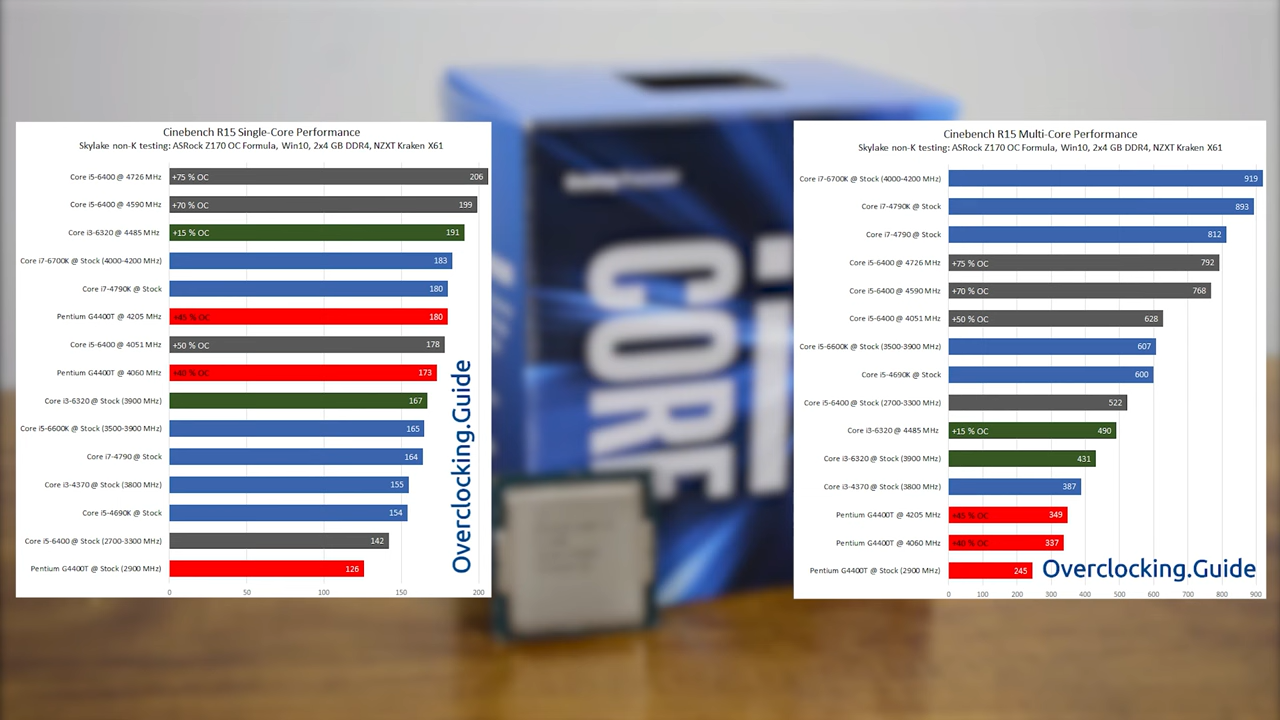 Cinebench R15 Single-Core Performance
Skylake non-K testing: ASRock Z170 OC Formula, Win10, 2x4 GB DDR4, NZXT Kraken X61
Core i5-6400 @ 4726 MHz +75 % OC 206
Core i5-6400 @ 4590 MHz +70 % OC 199
Core i3-6320 @ 4485 MHz +15 % OC 191
Core i7-6700K @ Stock (4000-4200 MHz) 183
Core i7-4790K @ Stock 180
Pentium G4400T @ 4205 MHz +45 % OC 180
Core i5-6400 @ 4051 MHz +50 % OC 178
Pentium G4400T @ 4060 MHz +40 % OC 173
Core i3-6320 @ Stock (3900 MHz) 167
Core i5-6600K @ Stock (3500-3900 MHz) 165
Core i7-4790 @ Stock 164
Core i3-4370 @ Stock (3800 MHz) 155
Core i5-4690K @ Stock 154
Core i5-6400 @ Stock (2700-3300 MHz) 142
Pentium G4400T @ Stock (2900 MHz) 126
0 50 100 150 200
Overclocking.Guide
CORE
Cinebench R15 Multi-Core Performance
Skylake non-K testing: ASRock Z170 OC Formula, Win10, 2x4 GB DDR4, NZXT Kraken X61
Core i7-6700K @ Stock (4000-4200 MHz) 919
Core i7-4790K @ Stock 893
Core i7-4790 @ Stock 812
Core i5-6400 @ 4726 MHz +75 % OC 792
Core i5-6400 @ 4590 MHz +70 % OC 768
Core i5-6400 @ 4051 MHz +50 % OC 628
Core i5-6600K @ Stock (3500-3900 MHz) 607
Core i5-4690K @ Stock 600
Core i5-6400 @ Stock (2700-3300 MHz) 522
Core i3-6320 @ 4485 MHz +15 % OC 490
Core i3-6320 @ Stock (3900 MHz) 431
Core i3-4370 @ Stock (3800 MHz) 387
Pentium G4400T @ 4205 MHz +45 % OC 349
Pentium G4400T @ 4060 MHz +40 % OC 337
Pentium G4400T @ Stock (2900 MHz) 245
0 100 200 300 400 500 600 700 800 900
Overclocking.Guide